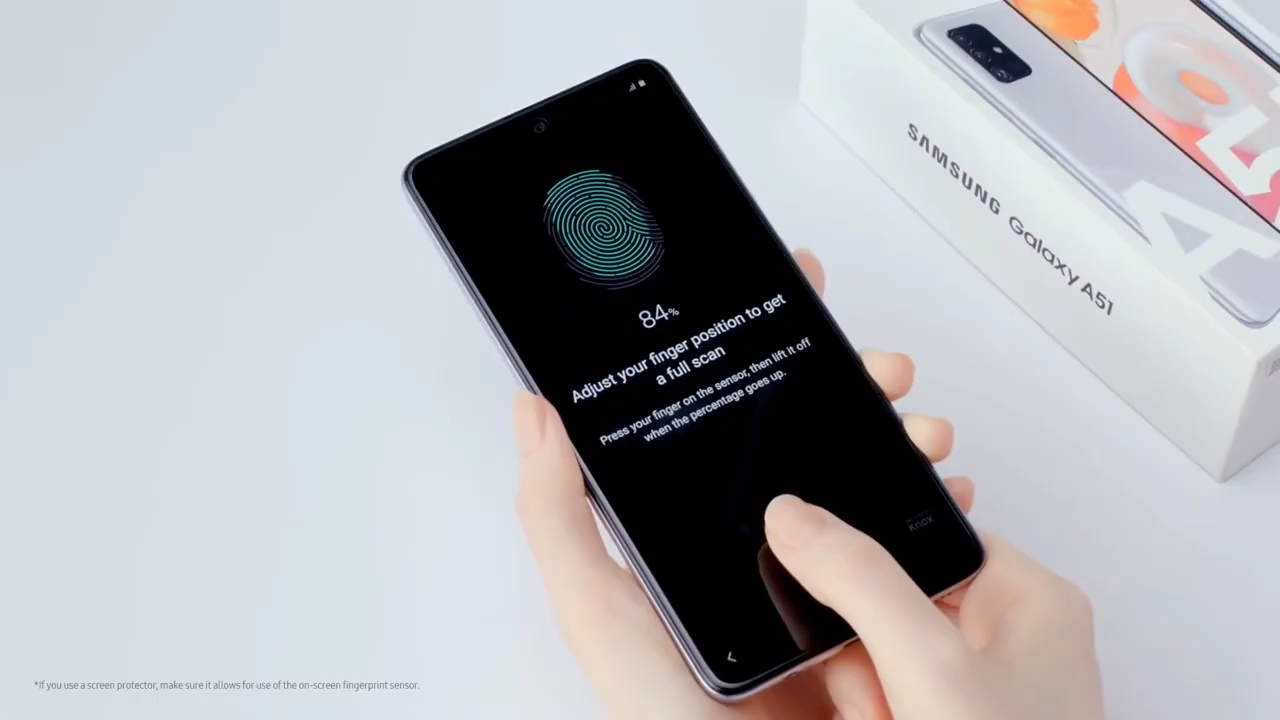 84%
Adjust your finger position to get
a full scan
Press your finger on the sensor, then lift it off
when the percentage goes up.
Knox
SAMSUNG Galaxy A51
A51
*If you use a screen protector, make sure it allows for use of the on-screen fingerprint sensor.